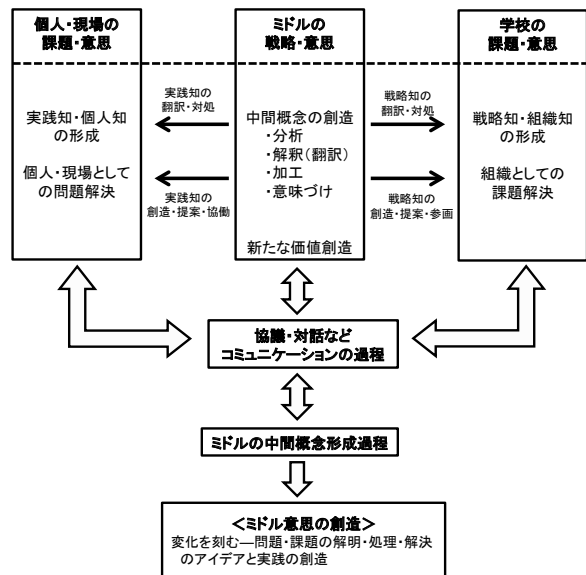 個人・現場の
課題・意思
実践知・個人知
の形成
個人・現場として
の問題解決
実践知の
翻訳・対処
実践知の
創造・提案・協働
ミドルの
戦略・意思
中間概念の創造
・分析
・解釈(翻訳)
・加工
・意味づけ
新たな価値創造
戦略知の
翻訳・対処
戦略知の
創造・提案・参画
学校の
課題・意思
戦略知・組織知
の形成
組織としての
課題解決
協議・対話など
コミュニケーションの過程
ミドルの中間概念形成過程
＜ミドル意思の創造＞
変化を刻む―問題・課題の解明・処理・解決
のアイデアと実践の創造